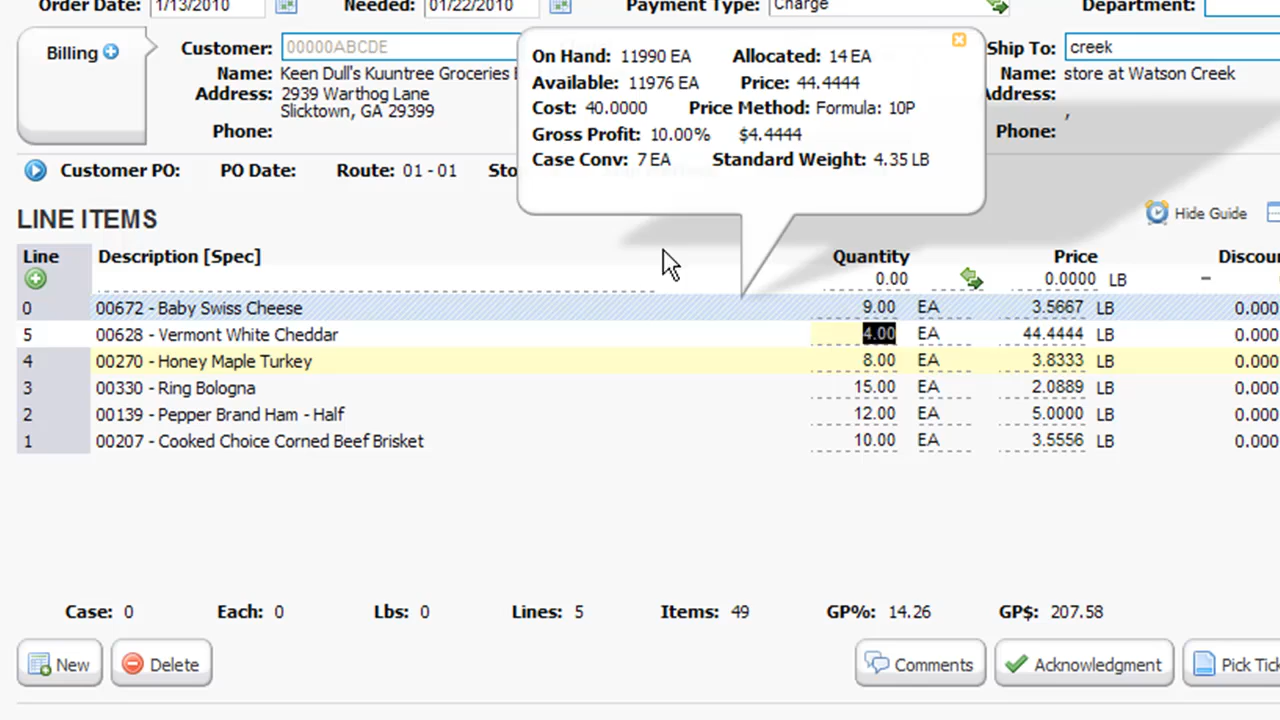 Order Date: 1/13/2010 Needed: 01/22/2010 Payment Type: Charge Department:
Billing Customer: 00000ABCDE Ship To: creek
Name: Keen Dull's Kuuntree Groceries Name: store at Watson Creek
Address: 2939 Warthog Lane Address:
Slicktown, GA 29399 ,
Phone: Phone:
On Hand: 11990 EA Allocated: 14 EA
Available: 11976 EA Price: 44.4444
Cost: 40.0000 Price Method: Formula: 10P
Gross Profit: 10.00% $4.4444
Case Conv: 7 EA Standard Weight: 4.35 LB
Customer PO: PO Date: Route: 01 - 01
LINE ITEMS Hide Guide
Line Description [Spec] Quantity Price
0.00 0.0000 LB –
0 00672 - Baby Swiss Cheese 9.00 EA 3.5667 LB 0.000
5 00628 - Vermont White Cheddar 4.00 EA 44.4444 LB 0.000
4 00270 - Honey Maple Turkey 8.00 EA 3.8333 LB 0.000
3 00330 - Ring Bologna 15.00 EA 2.0889 LB 0.000
2 00139 - Pepper Brand Ham - Half 12.00 EA 5.0000 LB 0.000
1 00207 - Cooked Choice Corned Beef Brisket 10.00 EA 3.5556 LB 0.000
Case: 0 Each: 0 Lbs: 0 Lines: 5 Items: 49 GP%: 14.26 GP$: 207.58
New Delete Comments Acknowledgment Pick